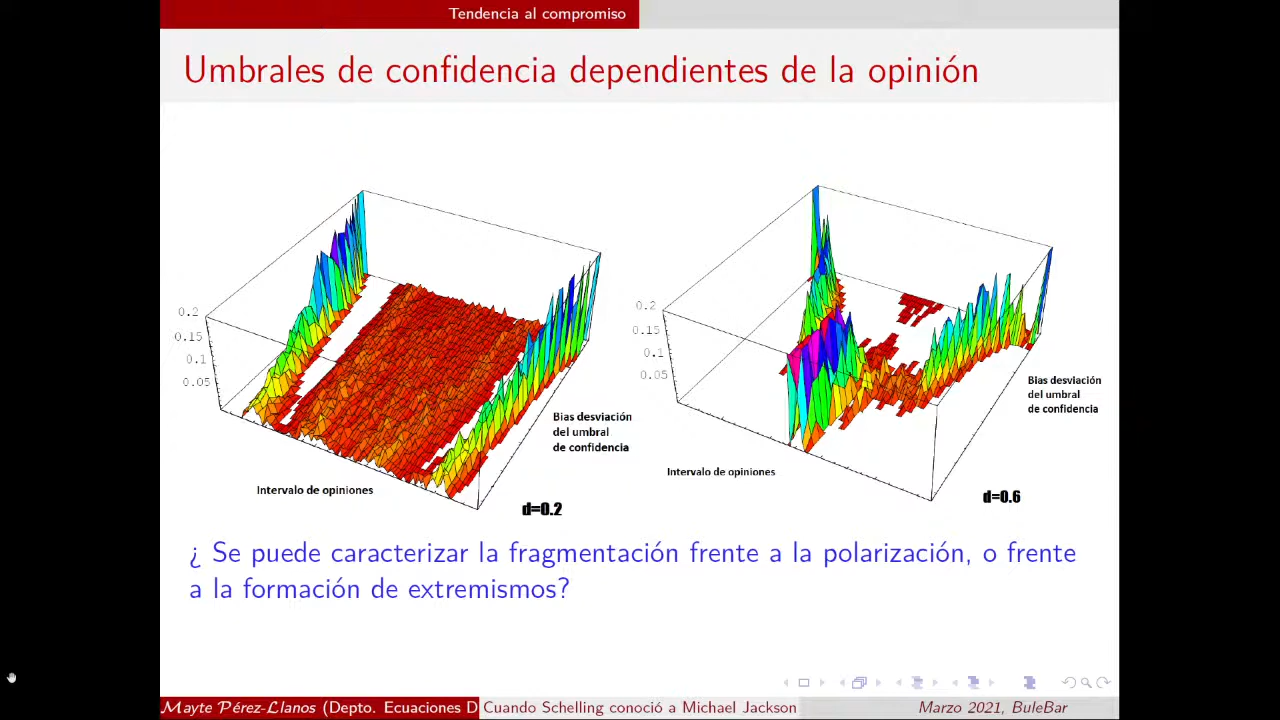 Tendencia al compromiso
Umbrales de confidencia dependientes de la opinión
0.2
0.15
0.1
0.05
Intervalo de opiniones
Bias desviación
del umbral
de confidencia
d=0.2
0.2
0.15
0.1
0.05
Intervalo de opiniones
Bias desviación
del umbral
de confidencia
d=0.6
¿ Se puede caracterizar la fragmentación frente a la polarización, o frente
a la formación de extremismos?
Mayte Pérez-Llanos (Depto. Ecuaciones D
Cuando Schelling conoció a Michael Jackson
Marzo 2021, BuleBar